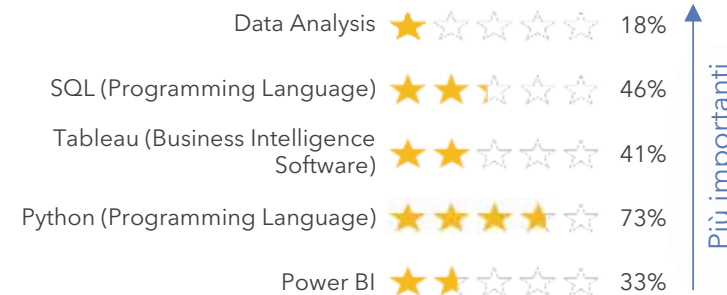 Data Analysis 18%
SQL (Programming Language) 46%
Tableau (Business Intelligence
Software) 41%
Python (Programming Language) 73%
Power BI 33%
Più importanti